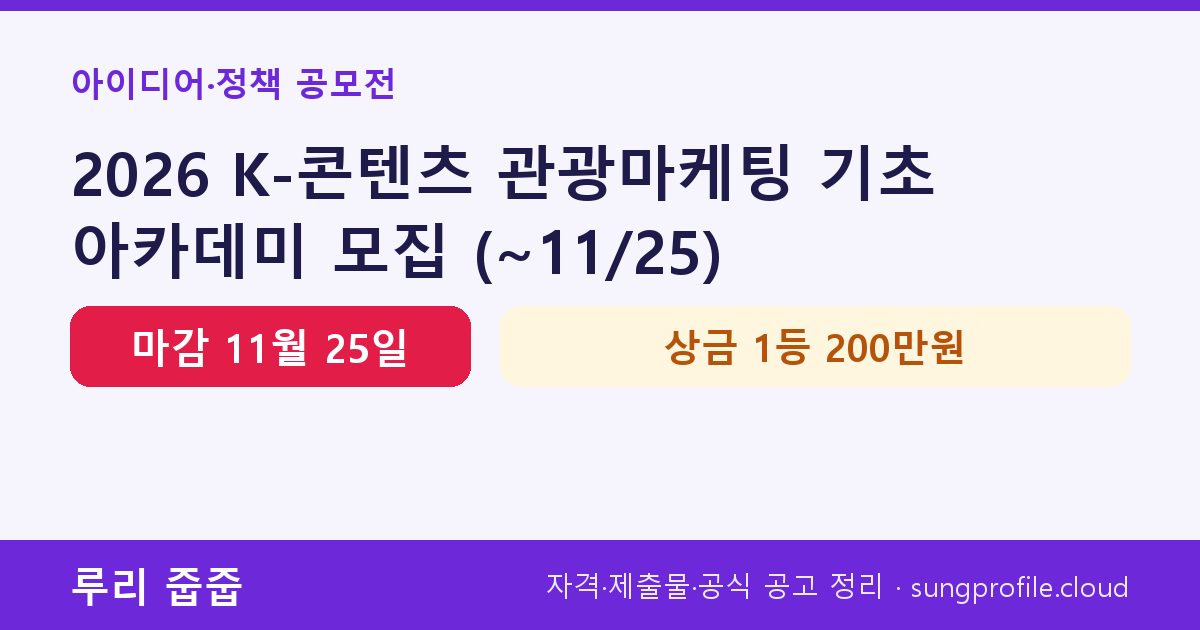 아이디어·정책 공모전
2026 K-콘텐츠 관광마케팅 기초
아카데미 모집 (~11/25)
마감 11월 25일
상금 1등 200만원
루리 줍줍
자격·제출물·공식 공고 정리 · sungprofile.cloud